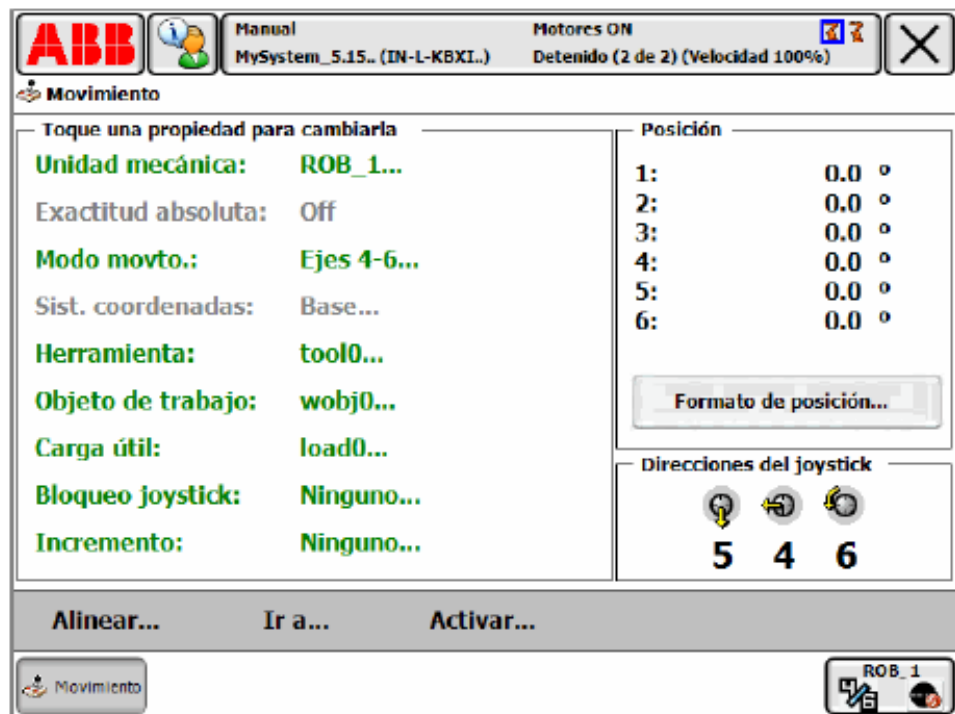 ABB
Manual
MySystem_5.15.. (IN-L-KBXI..)
Motores ON
Detenido (2 de 2) (Velocidad 100%)
Movimiento
Toque una propiedad para cambiarla
Unidad mecánica: ROB_1...
Exactitud absoluta: Off
Modo movto.: Ejes 4-6...
Sist. coordenadas: Base...
Herramienta: tool0...
Objeto de trabajo: wobj0...
Carga útil: load0...
Bloqueo joystick: Ninguno...
Incremento: Ninguno...
Posición
1: 0.0 º
2: 0.0 º
3: 0.0 º
4: 0.0 º
5: 0.0 º
6: 0.0 º
Formato de posición...
Direcciones del joystick
5 4 6
Alinear... Ir a... Activar...
Movimiento
ROB_1
4/6